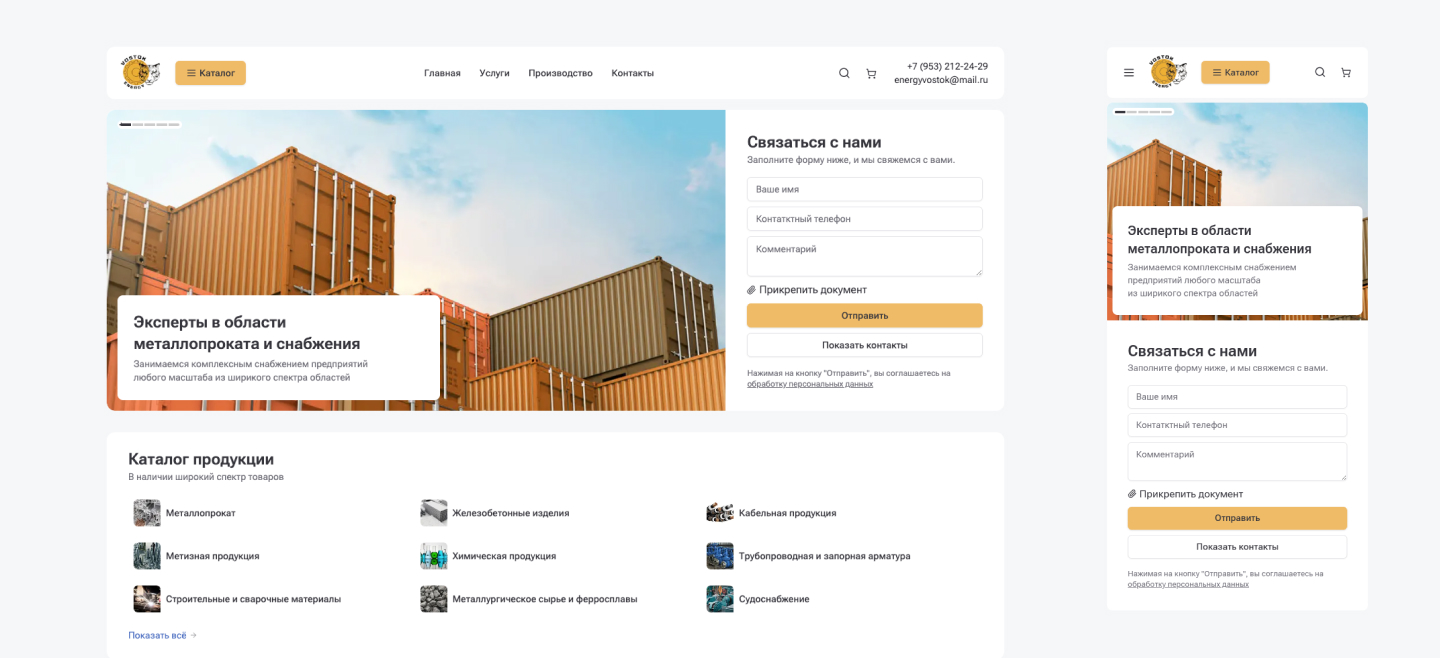 VOSTOK
ENERGY
Каталог
Главная
Услуги
Производство
Контакты
+7 (953) 212-24-29
energyvostok@mail.ru
Эксперты в области
металлопроката и снабжения
Занимаемся комплексным снабжением предприятий
любого масштаба из ширикого спектра областей
Связаться с нами
Заполните форму ниже, и мы свяжемся с вами.
Ваше имя
Контатктный телефон
Комментарий
Прикрепить документ
Отправить
Показать контакты
Нажимая на кнопку "Отправить", вы соглашаетесь на
обработку персональных данных
Каталог продукции
В наличии широкий спектр товаров
Металлопрокат
Железобетонные изделия
Кабельная продукция
Метизная продукция
Химическая продукция
Трубопроводная и запорная арматура
Строительные и сварочные материалы
Металлургическое сырье и ферросплавы
Судоснабжение
Показать всё →
VOSTOK
ENERGY
Каталог
Эксперты в области
металлопроката и снабжения
Занимаемся комплексным снабжением
предприятий любого масштаба
из ширикого спектра областей
Связаться с нами
Заполните форму ниже, и мы свяжемся с вами.
Ваше имя
Контатктный телефон
Комментарий
Прикрепить документ
Отправить
Показать контакты
Нажимая на кнопку "Отправить", вы соглашаетесь на
обработку персональных данных